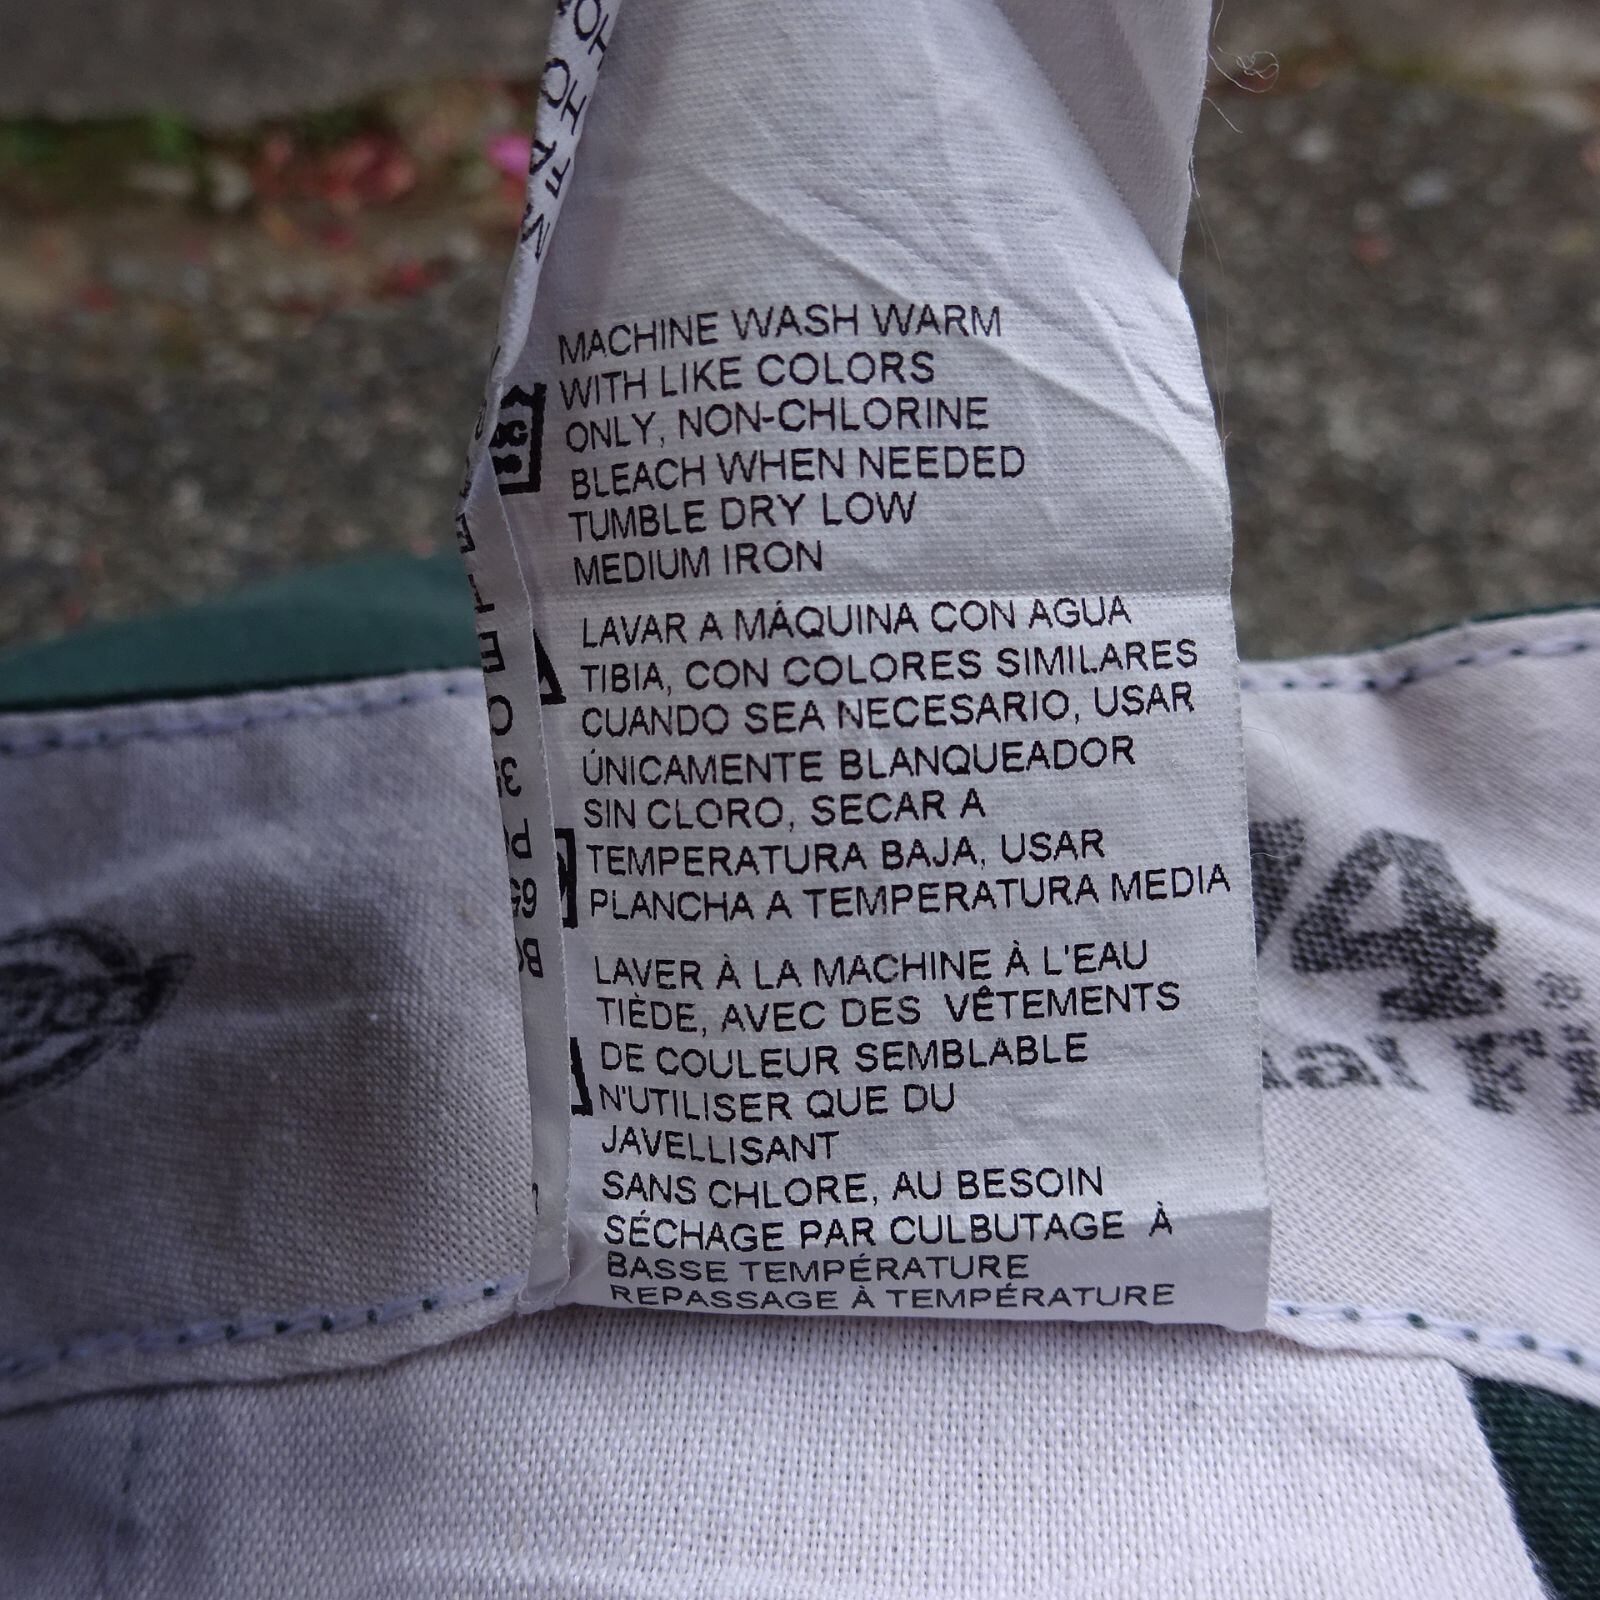 MACHINE WASH WARM
WITH LIKE COLORS
ONLY, NON-CHLORINE
BLEACH WHEN NEEDED
TUMBLE DRY LOW
MEDIUM IRON
LAVAR A MÁQUINA CON AGUA
TIBIA, CON COLORES SIMILARES
CUANDO SEA NECESARIO, USAR
ÚNICAMENTE BLANQUEADOR
SIN CLORO, SECAR A
TEMPERATURA BAJA, USAR
PLANCHA A TEMPERATURA MEDIA
LAVER À LA MACHINE À L'EAU
TIÈDE, AVEC DES VÊTEMENTS
DE COULEUR SEMBLABLE
N'UTILISER QUE DU
JAVELLISANT
SANS CHLORE, AU BESOIN
SÉCHAGE PAR CULBUTAGE À
BASSE TEMPÉRATURE
REPASSAGE À TEMPÉRATURE